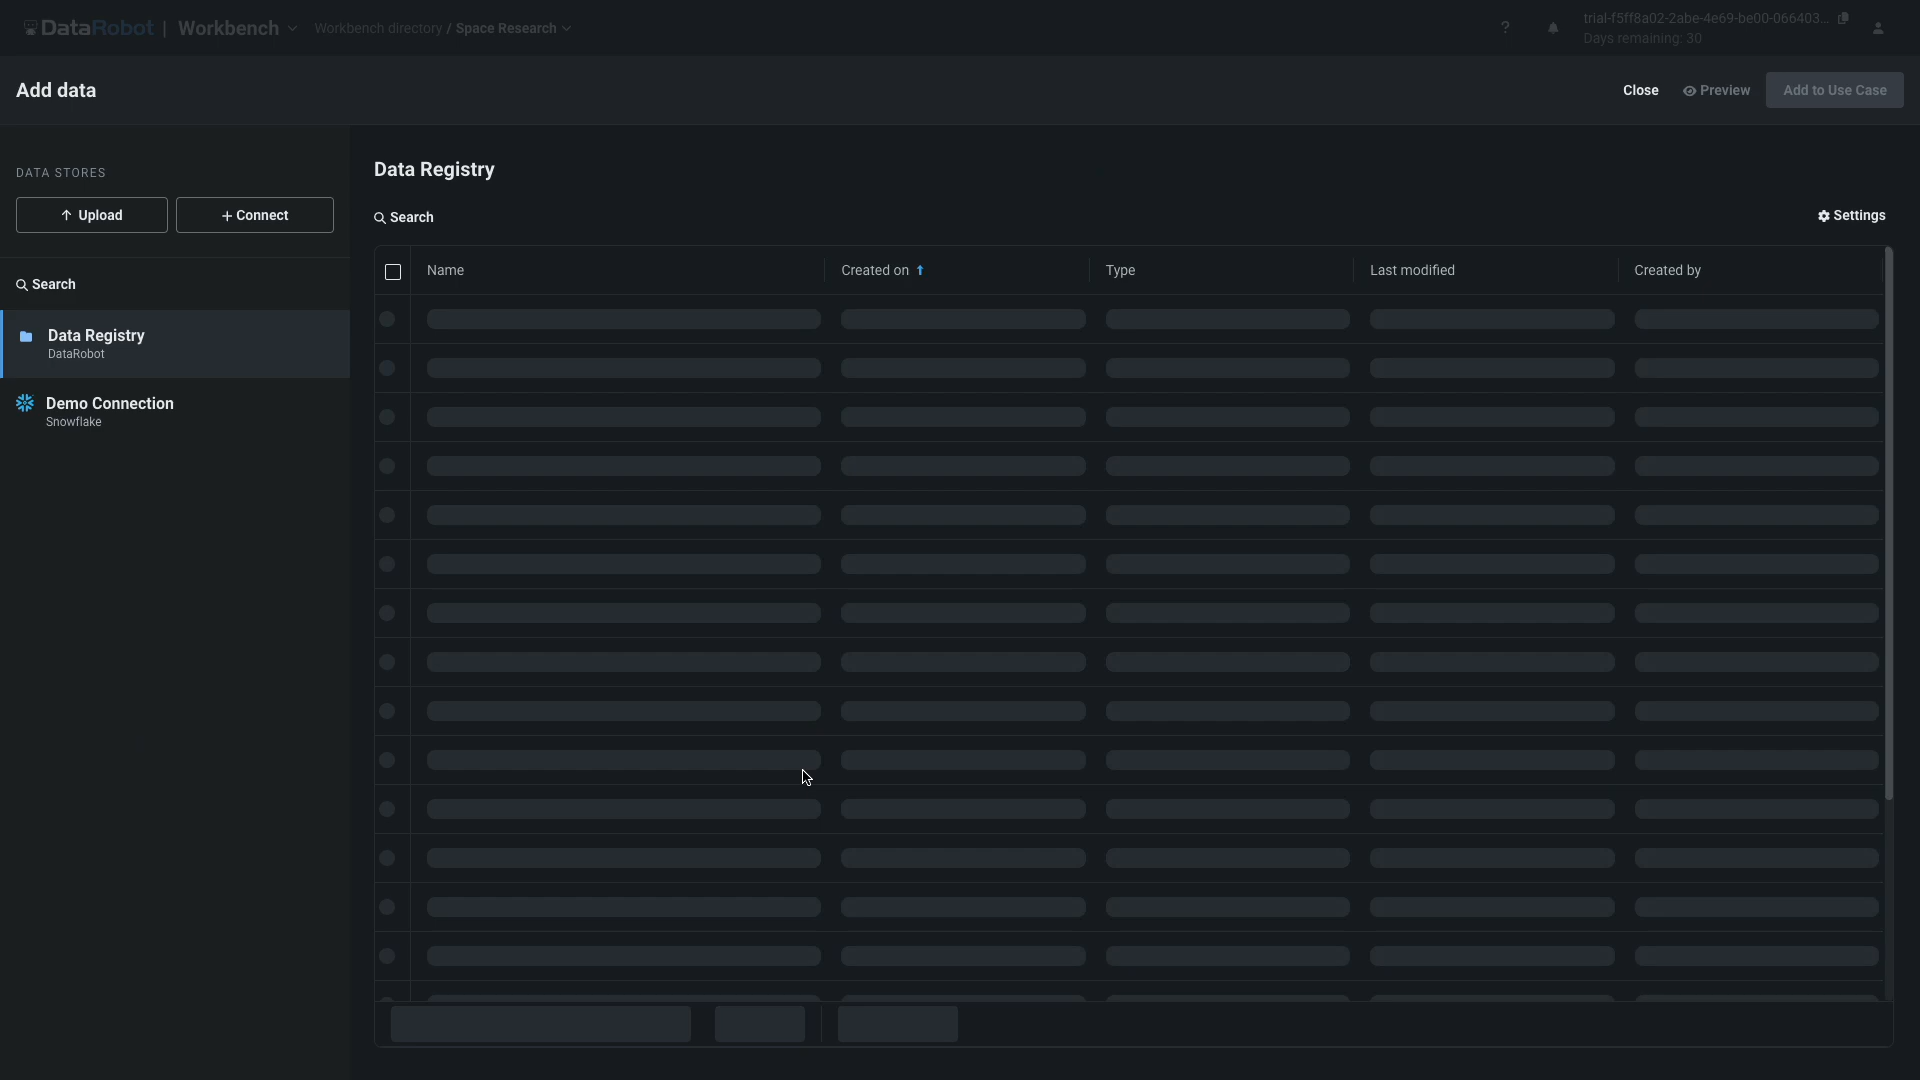 DataRobot | Workbench
Workbench directory / Space Research
?
trial-f5ff8a02-2abe-4e69-be00-066403...
Days remaining: 30
Add data
Close
Preview
Add to Use Case
DATA STORES
Upload
+ Connect
Search
Data Registry
DataRobot
Demo Connection
Snowflake
Data Registry
Search
Settings
Name
Created on
Type
Last modified
Created by